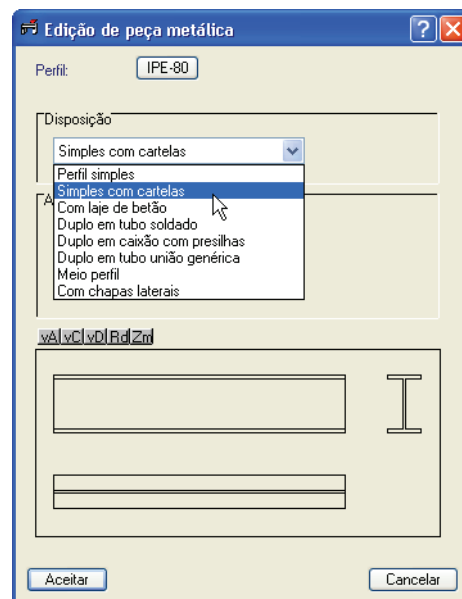 Edição de peça metálica
Perfil: IPE-80
Disposição
Simples com cartelas
Perfil simples
Simples com cartelas
A
Com laje de betão
Duplo em tubo soldado
Duplo em caixão com presilhas
Duplo em tubo união genérica
Meio perfil
Com chapas laterais
vA vC vD Rd Zm
Aceitar Cancelar